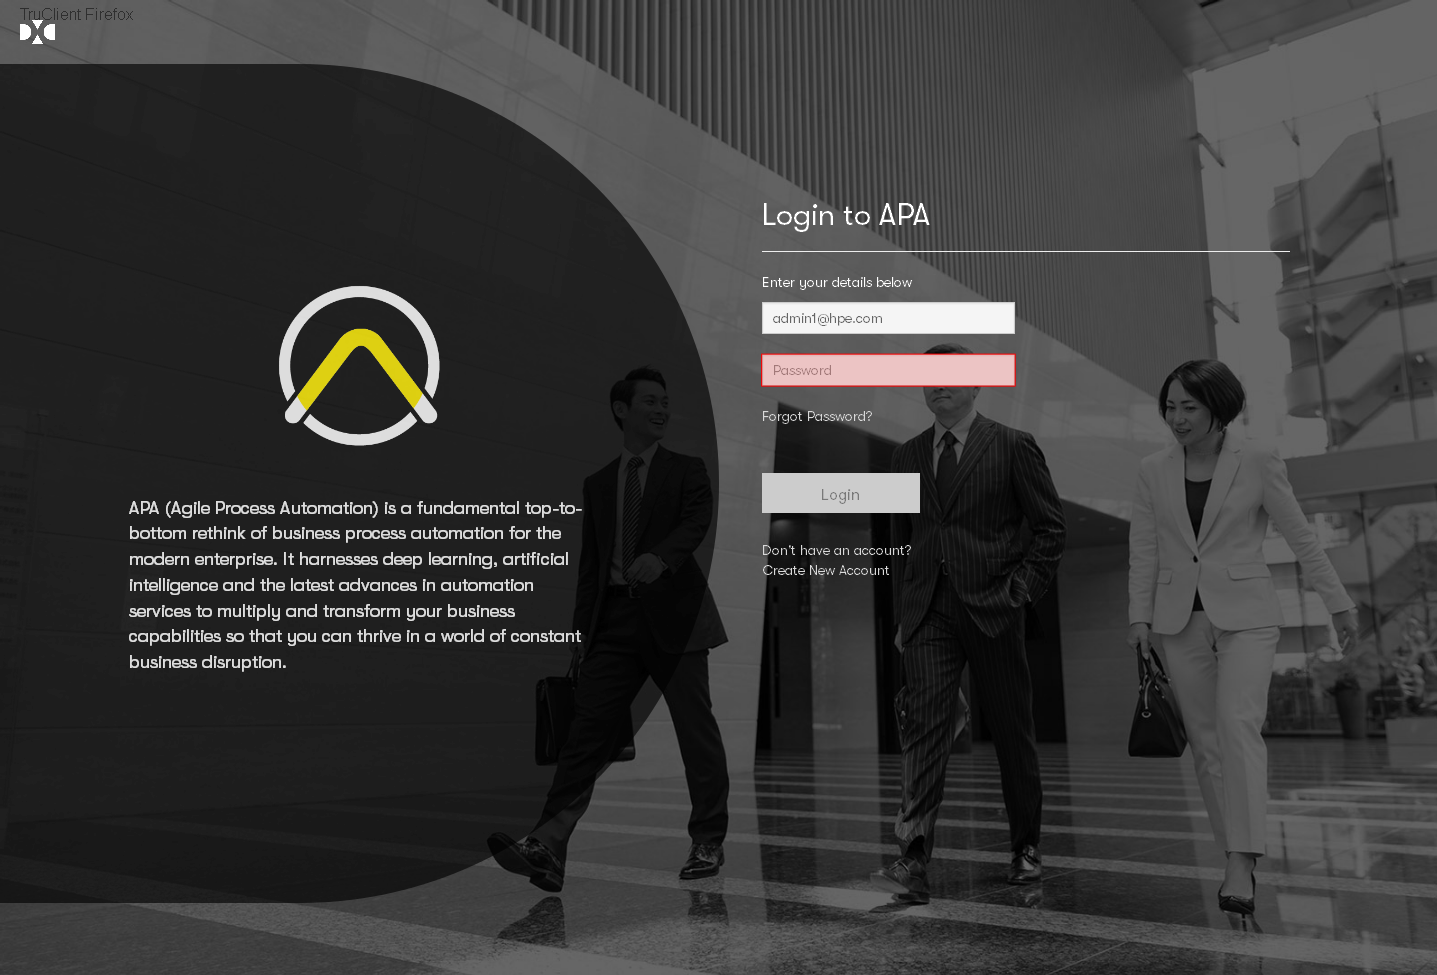 TruClient Firefox
Login to APA
Enter your details below
admin1@hpe.com
Password
Forgot Password?
Login
Don't have an account?
Create New Account
APA (Agile Process Automation) is a fundamental top-to-
bottom rethink of business process automation for the
modern enterprise. It harnesses deep learning, artificial
intelligence and the latest advances in automation
services to multiply and transform your business
capabilities so that you can thrive in a world of constant
business disruption.